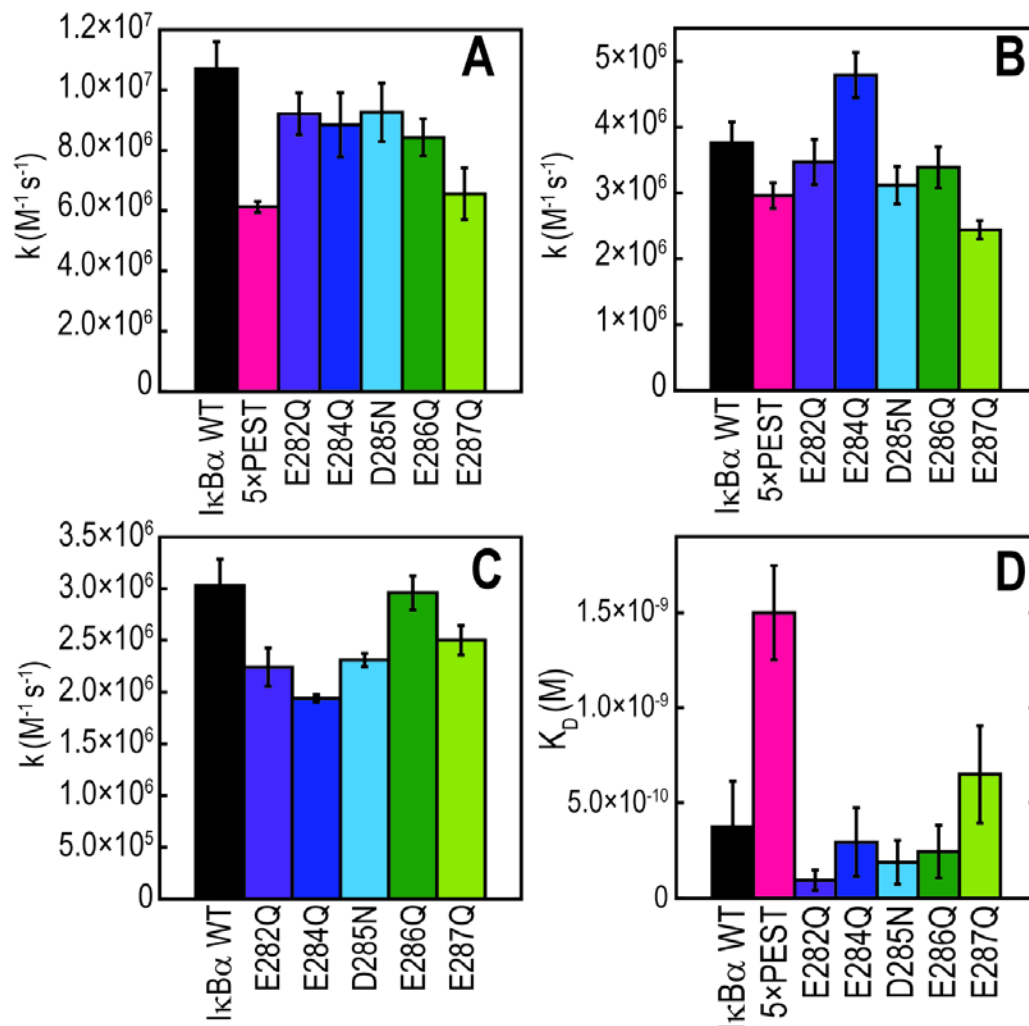 A
k (M⁻¹ s⁻¹)
1.2×10⁷
1.0×10⁷
8.0×10⁶
6.0×10⁶
4.0×10⁶
2.0×10⁶
0
IκBα WT
5×PEST
E282Q
E284Q
D285N
E286Q
E287Q
B
k (M⁻¹ s⁻¹)
5×10⁶
4×10⁶
3×10⁶
2×10⁶
1×10⁶
0
IκBα WT
5×PEST
E282Q
E284Q
D285N
E286Q
E287Q
C
k (M⁻¹ s⁻¹)
3.5×10⁶
3.0×10⁶
2.5×10⁶
2.0×10⁶
1.5×10⁶
1.0×10⁶
5.0×10⁵
0
IκBα WT
E282Q
E284Q
D285N
E286Q
E287Q
D
K_D (M)
1.5×10⁻⁹
1.0×10⁻⁹
5.0×10⁻¹⁰
0
IκBα WT
5×PEST
E282Q
E284Q
D285N
E286Q
E287Q